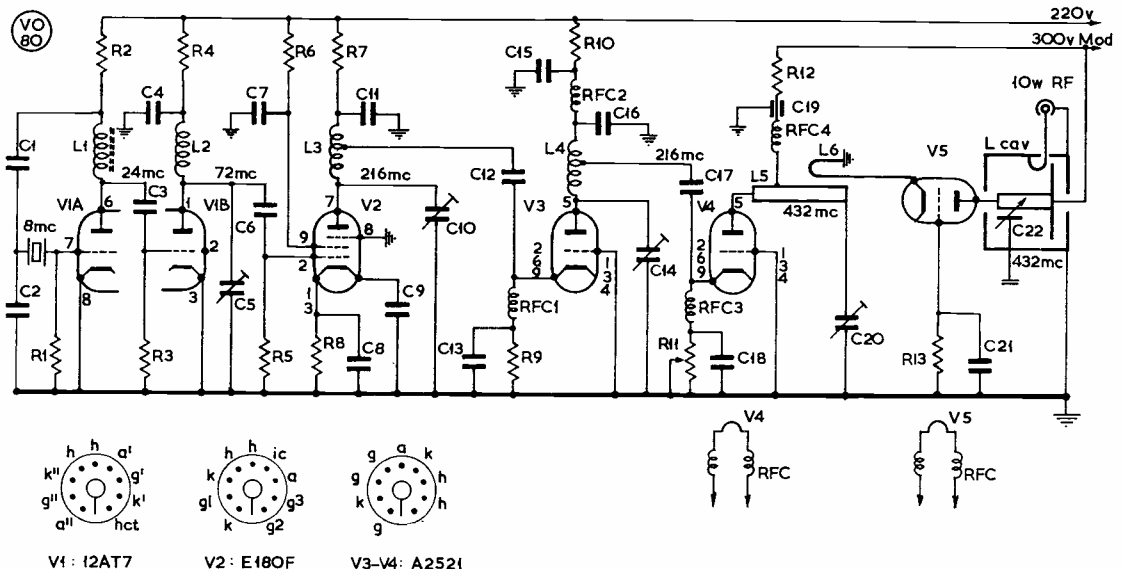 VO
80
220v
300v Mod
R2
R4
R6
R7
C15
R10
R12
10w RF
C4
C7
C11
RFC2
C16
C19
RFC4
C1
L1
L2
L3
L4
L6
V5
L cav
24mc
C3
72mc
216mc
C12
216mc
C17
L5
V1A
6
1
V1B
C6
7
V2
V3
5
V4
5
432 mc
8mc
7
2
9
8
C10
2
6
9
C14
2
6
9
C22
2
1
3
4
1
3
4
432mc
C2
8
3
C5
1
3
C9
RFC1
RFC3
C20
R1
R3
R5
R8
C8
C13
R9
R11
C18
R13
C21
V4
V5
RFC
RFC
h
h
a'
k"
g'
g"
k'
a"
hct
h
h
ic
k
a
g1
g3
k
g2
g
a
k
g
h
k
h
g
V1: 12AT7
V2: E180F
V3-V4: A2521